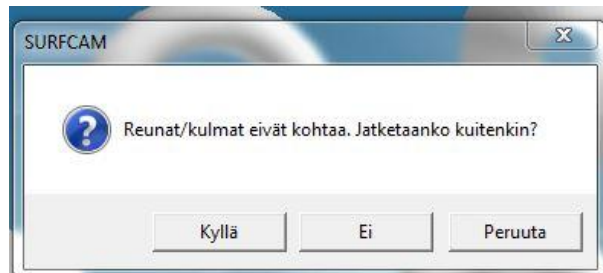 SURFCAM
Reunat/kulmat eivät kohtaa. Jatketaanko kuitenkin?
Kyllä
Ei
Peruuta